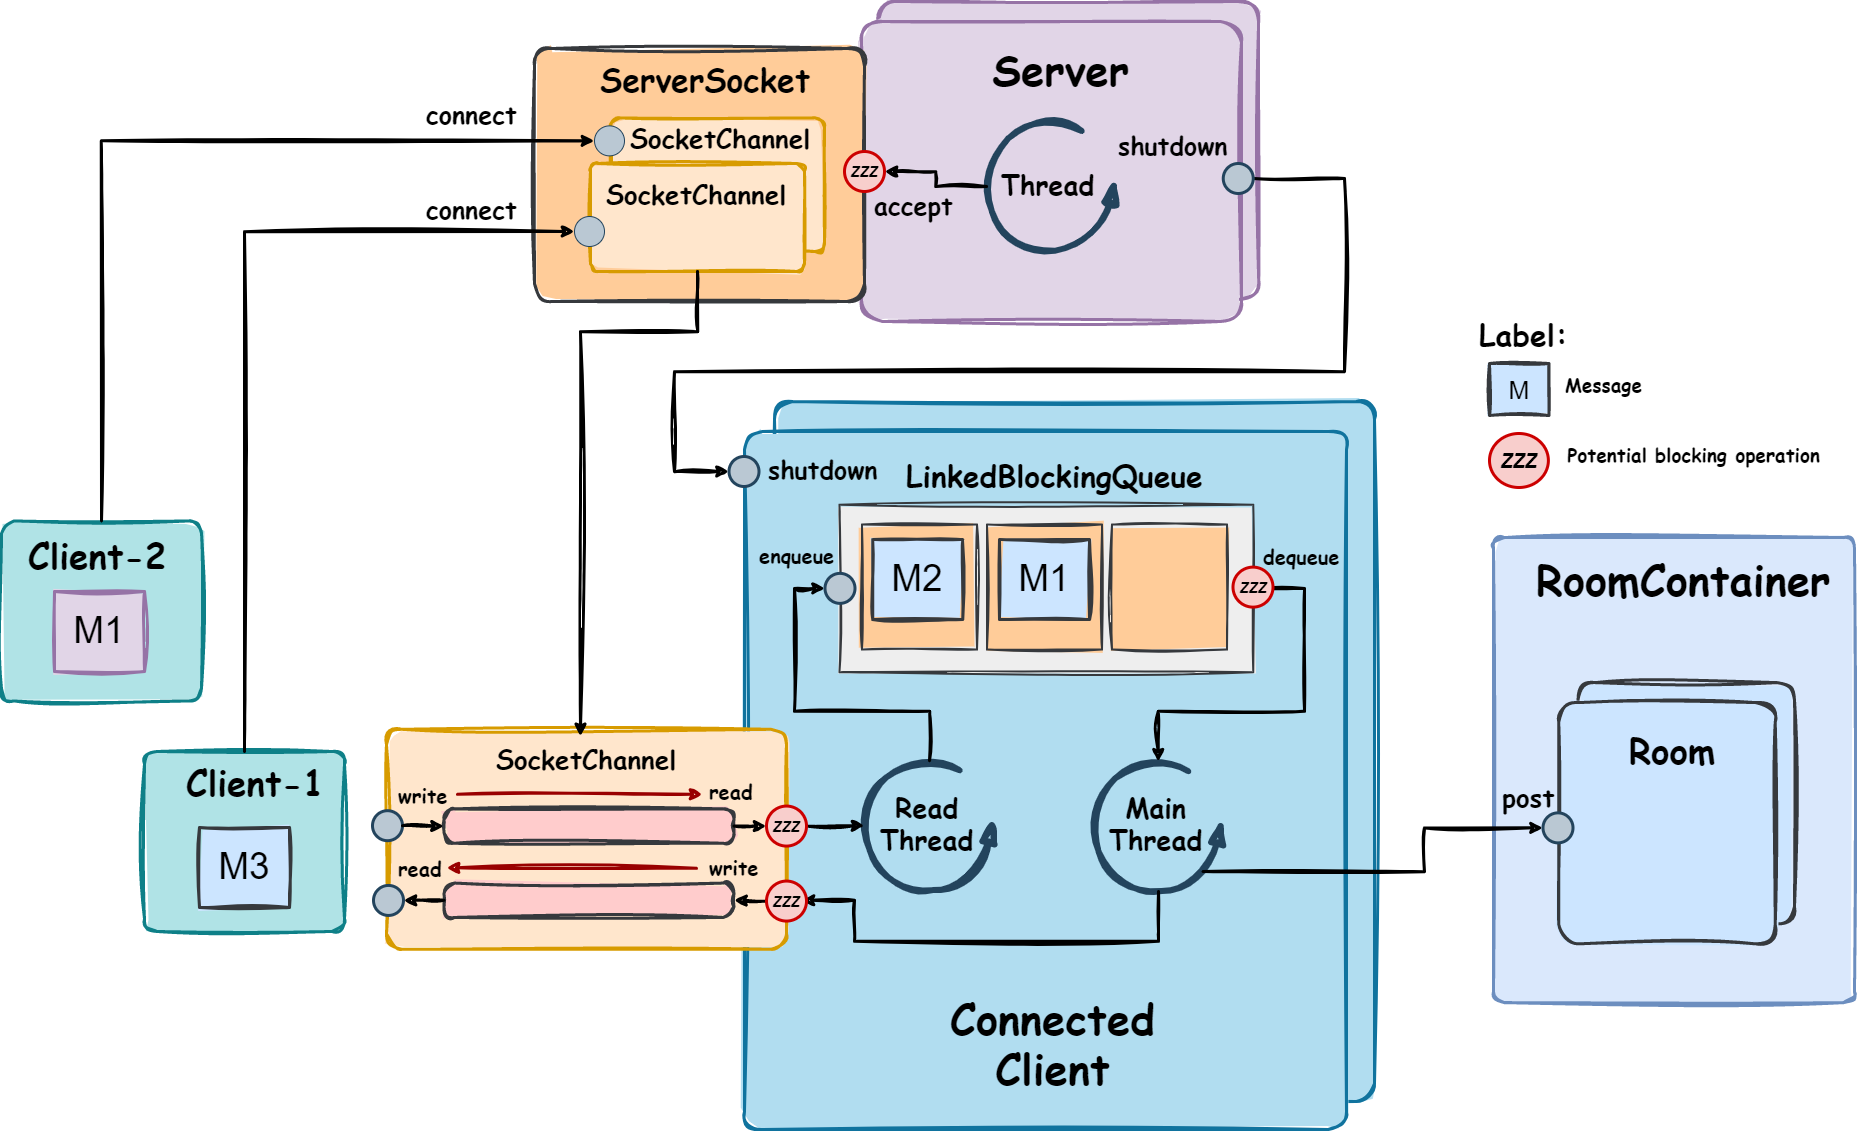 Server
ServerSocket
connect
SocketChannel
shutdown
zzz
Thread
SocketChannel
connect
accept
Label:
M
Message
zzz
Potential blocking operation
shutdown
LinkedBlockingQueue
enqueue
M2
M1
zzz
dequeue
Client-2
M1
RoomContainer
Room
post
SocketChannel
Client-1
M3
write
read
zzz
read
write
zzz
Read
Thread
Main
Thread
Connected
Client